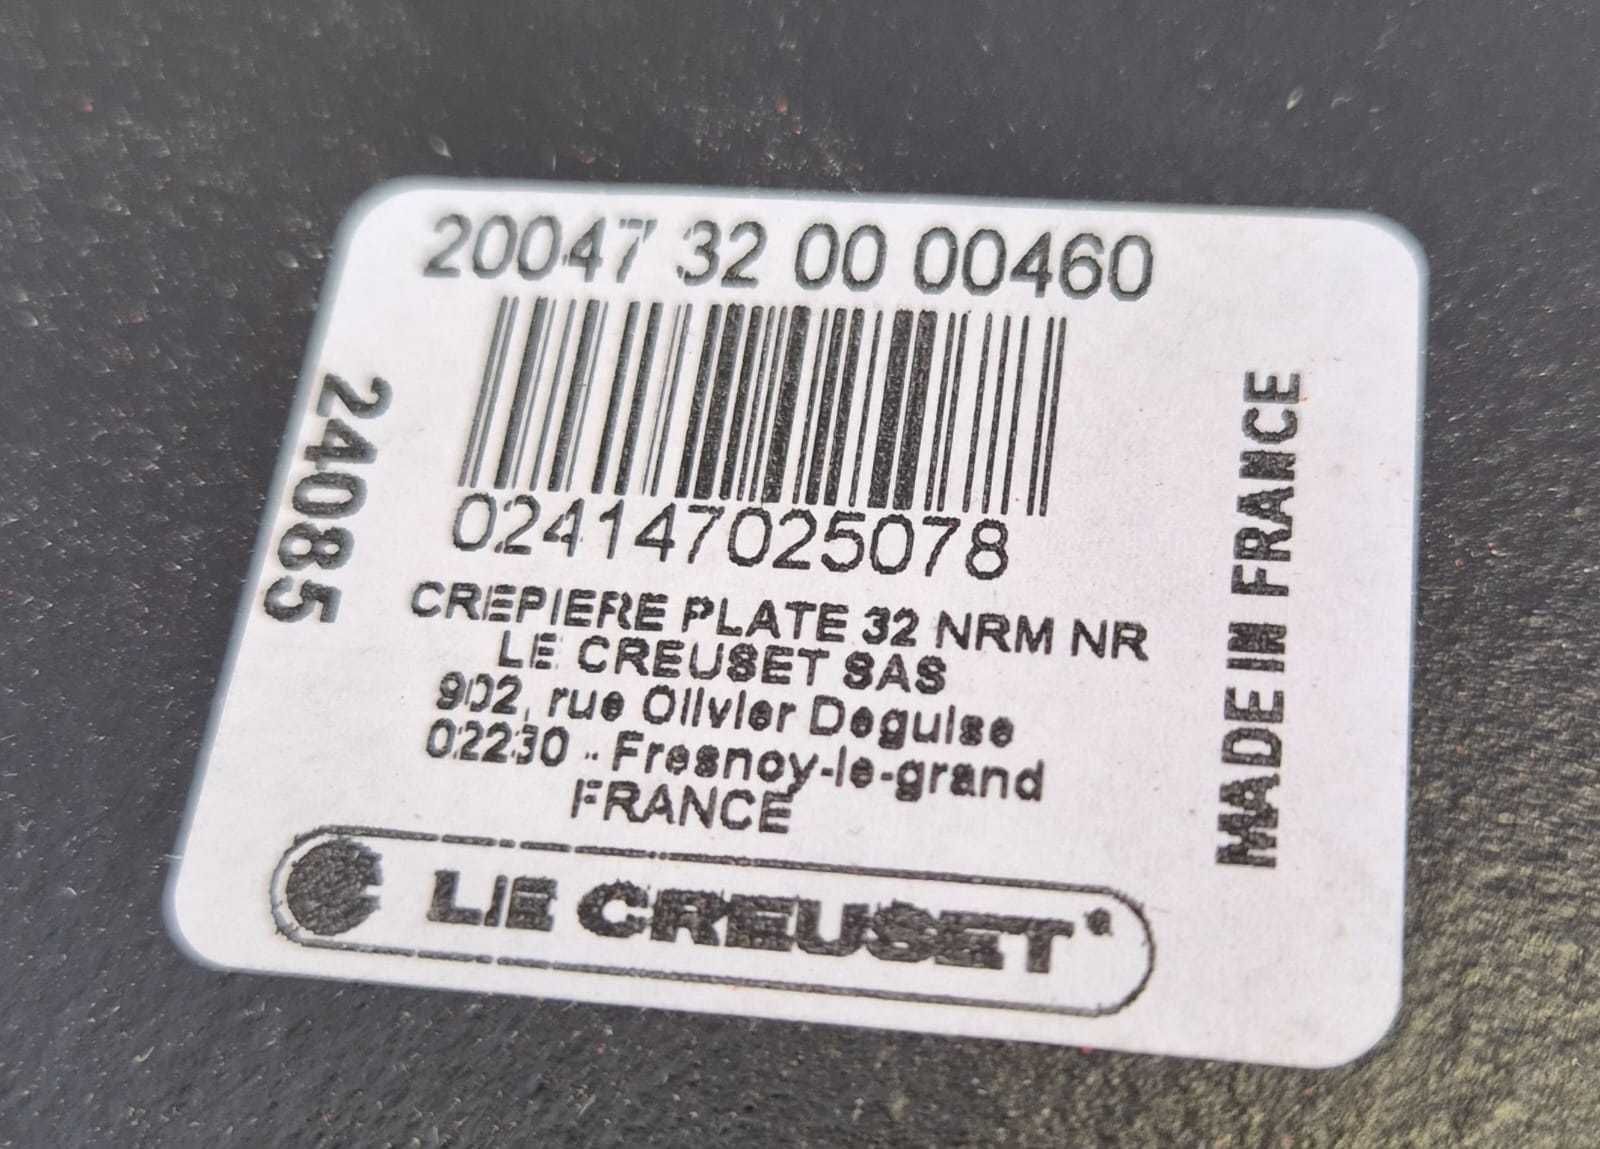 20047 32 00 00460
24085
024147025078
CREPIERE PLATE 32 NRM NR
LE CREUSET SAS
902, rue Olivier Deguise
02230 - Fresnoy-le-grand
FRANCE
LE CREUSET®
MADE IN FRANCE